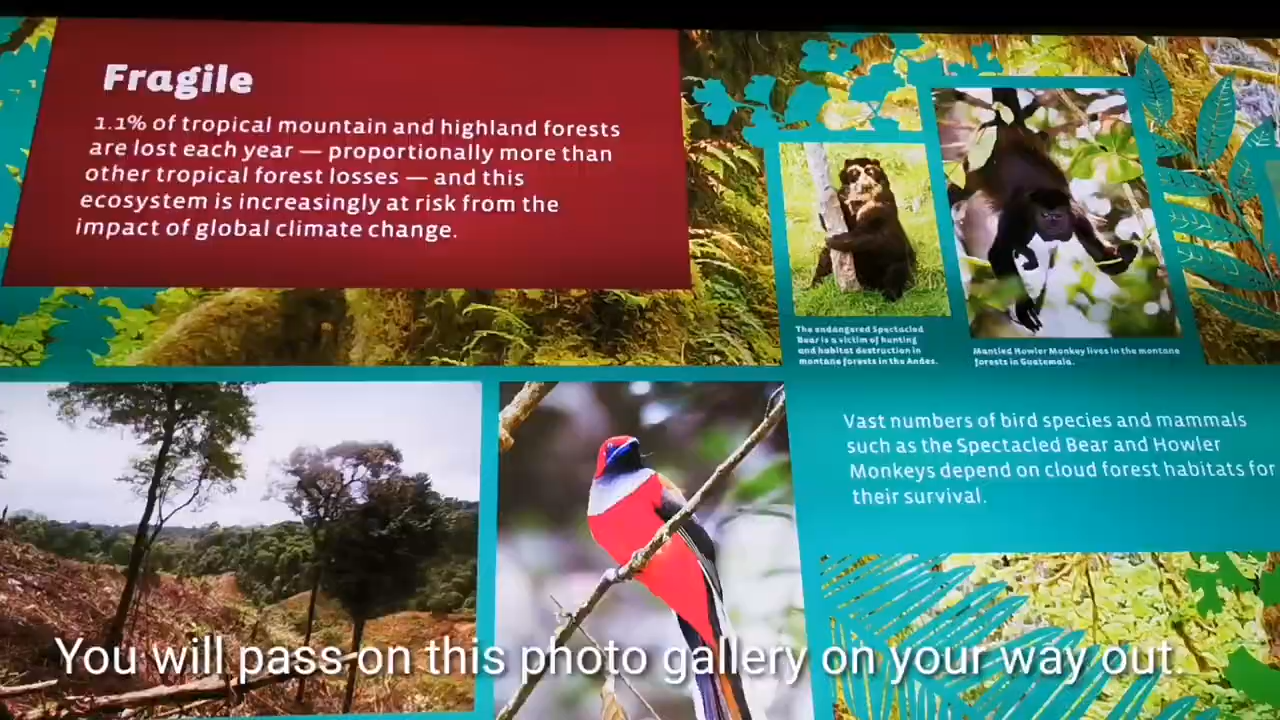 Fragile
1.1% of tropical mountain and highland forests
are lost each year — proportionally more than
other tropical forest losses — and this
ecosystem is increasingly at risk from the
impact of global climate change.
The endangered Spectacled
Bear is a victim of hunting
and habitat destruction in
montane forests in the Andes.
Mantled Howler Monkey lives in the montane
forests in Guatemala.
Vast numbers of bird species and mammals
such as the Spectacled Bear and Howler
Monkeys depend on cloud forest habitats for
their survival.
You will pass on this photo gallery on your way out.